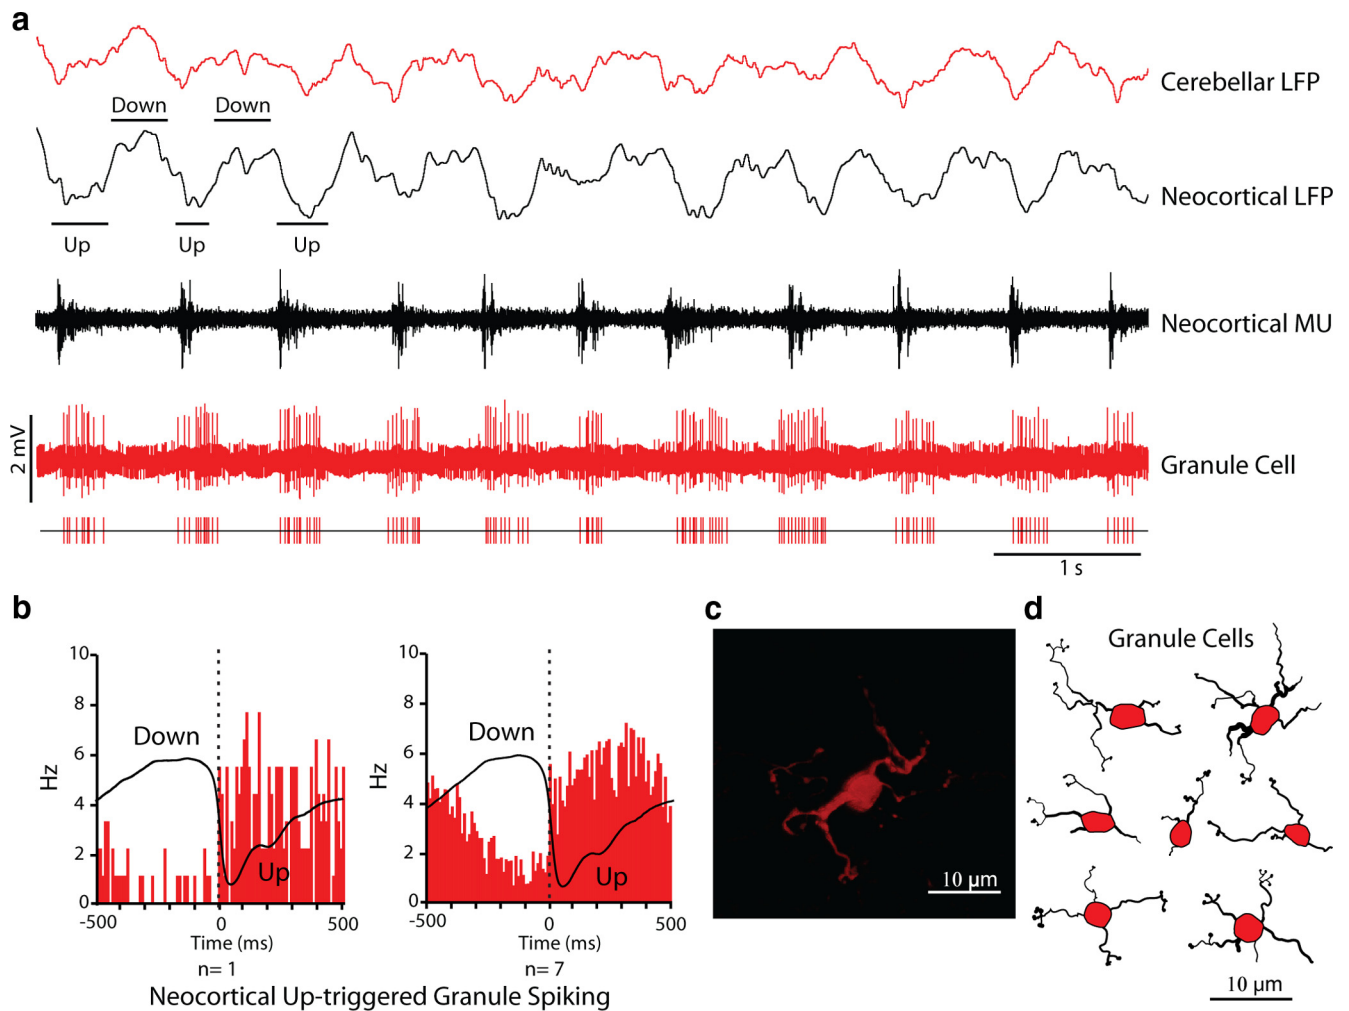 a
Cerebellar LFP
Down Down
Neocortical LFP
Up Up Up
Neocortical MU
2 mV
Granule Cell
1 s
b
10
8
6
4
2
0
Hz
Down
Up
-500 0 500
Time (ms)
n= 1
10
8
6
4
2
0
Hz
Down
Up
-500 0 500
Time (ms)
n= 7
Neocortical Up-triggered Granule Spiking
c
10 µm
d
Granule Cells
10 µm